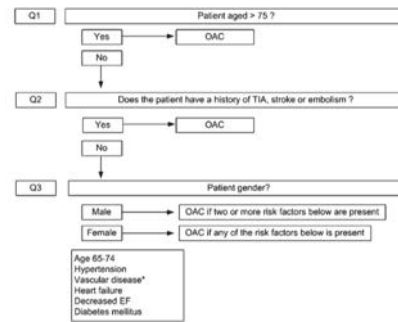 Q1 Patient aged > 75 ?
Yes OAC
No
Q2 Does the patient have a history of TIA, stroke or embolism ?
Yes OAC
No
Q3 Patient gender?
Male OAC if two or more risk factors below are present
Female OAC if any of the risk factors below is present
Age 65-74
Hypertension
Vascular disease*
Heart failure
Decreased EF
Diabetes mellitus